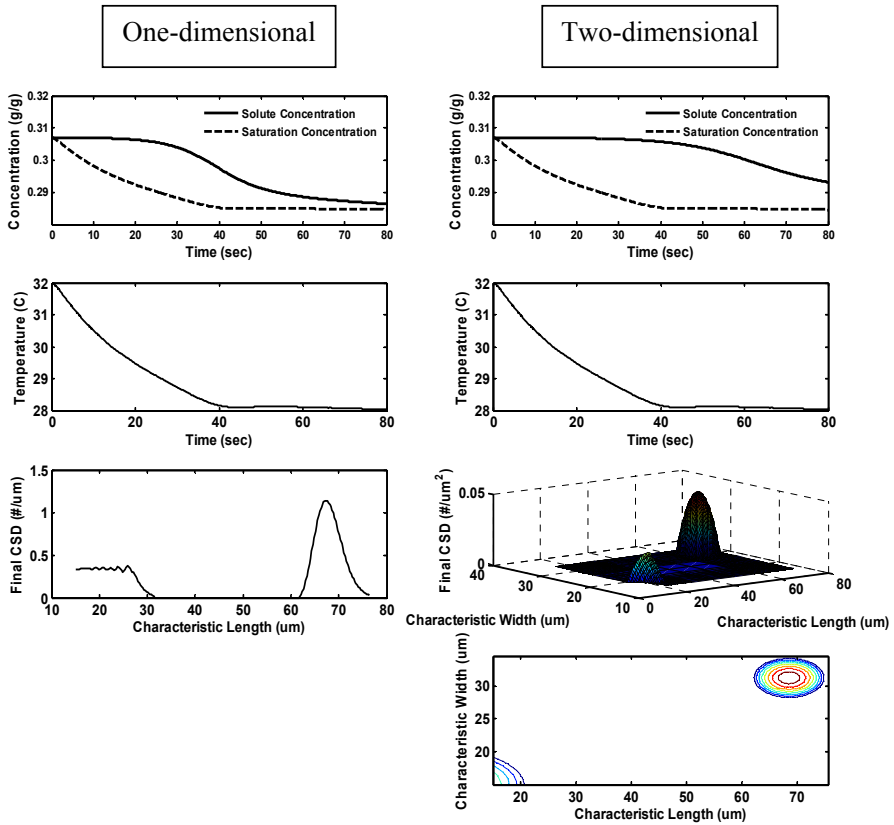 One-dimensional
Two-dimensional
Concentration (g/g)
0.32
0.31
0.3
0.29
Solute Concentration
Saturation Concentration
0 10 20 30 40 50 60 70 80
Time (sec)
Concentration (g/g)
0.32
0.31
0.3
0.29
Solute Concentration
Saturation Concentration
0 10 20 30 40 50 60 70 80
Time (sec)
Temperature (C)
32
31
30
29
28
0 20 40 60 80
Time (sec)
Temperature (C)
32
31
30
29
28
0 20 40 60 80
Time (sec)
Final CSD (#/um)
1.5
1
0.5
0
10 20 30 40 50 60 70 80
Characteristic Length (um)
Final CSD (#/um²)
0.05
0
40
30
20
10
0
20
40
60
80
Characteristic Width (um)
Characteristic Length (um)
Characteristic Width (um)
30
25
20
20 30 40 50 60 70
Characteristic Length (um)